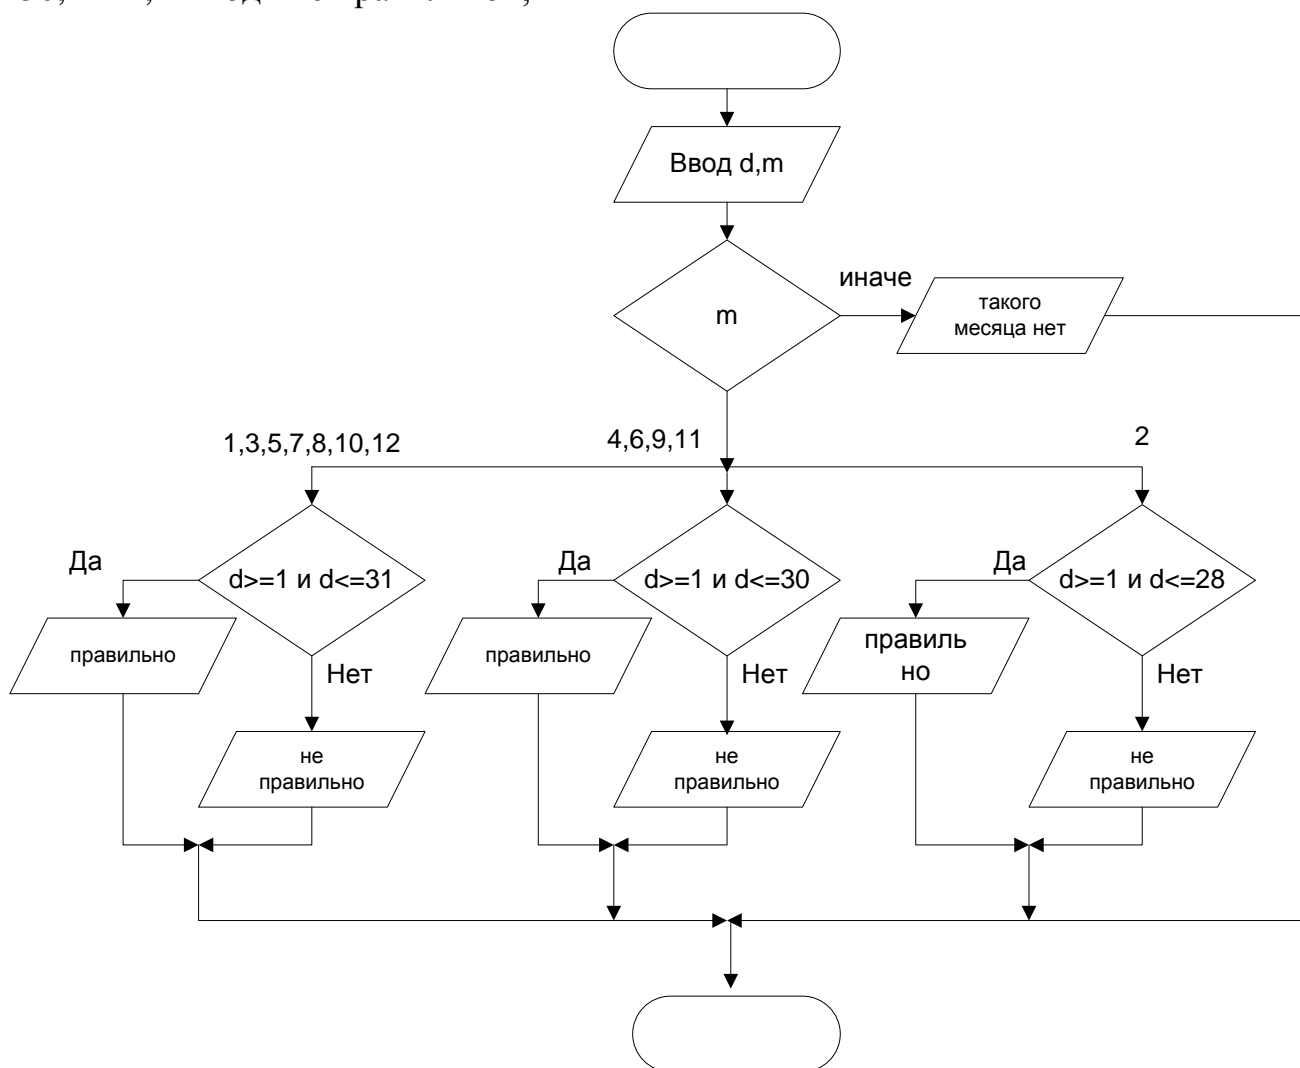 Ввод d,m
m
иначе
такого
месяца нет
1,3,5,7,8,10,12
4,6,9,11
2
Да
d>=1 и d<=31
Да
d>=1 и d<=30
Да
d>=1 и d<=28
правильно
Нет
правильно
Нет
правиль
но
Нет
не
правильно
не
правильно
не
правильно